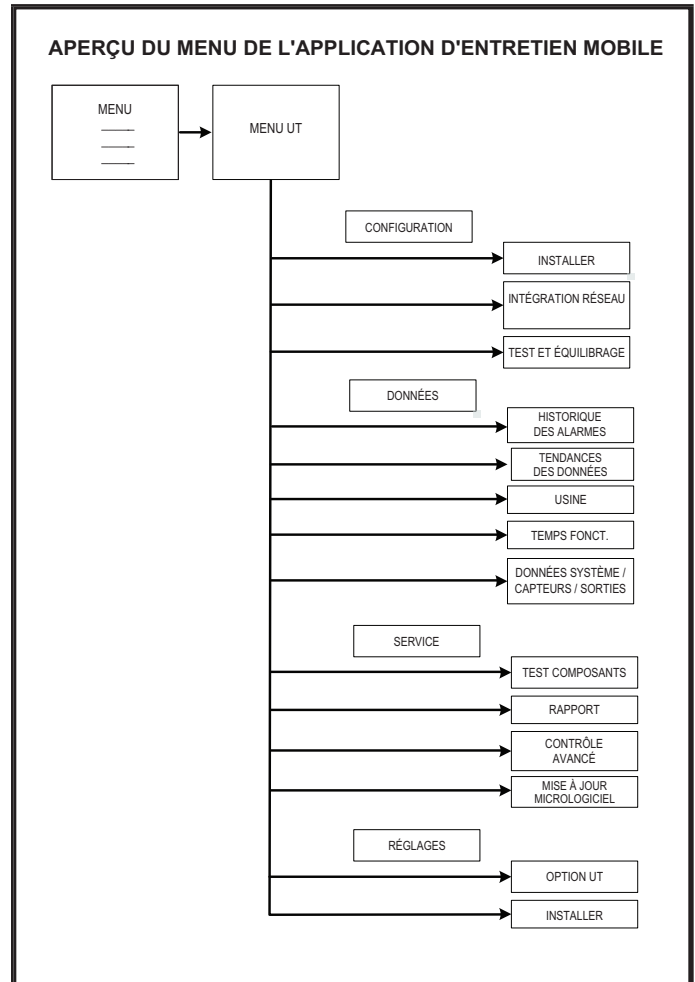 APERÇU DU MENU DE L'APPLICATION D'ENTRETIEN MOBILE
MENU
MENU UT
CONFIGURATION
INSTALLER
INTÉGRATION RÉSEAU
TEST ET ÉQUILIBRAGE
DONNÉES
HISTORIQUE
DES ALARMES
TENDANCES
DES DONNÉES
USINE
TEMPS FONCT.
DONNÉES SYSTÈME /
CAPTEURS / SORTIES
SERVICE
TEST COMPOSANTS
RAPPORT
CONTRÔLE
AVANCÉ
MISE À JOUR
MICROLOGICIEL
RÉGLAGES
OPTION UT
INSTALLER